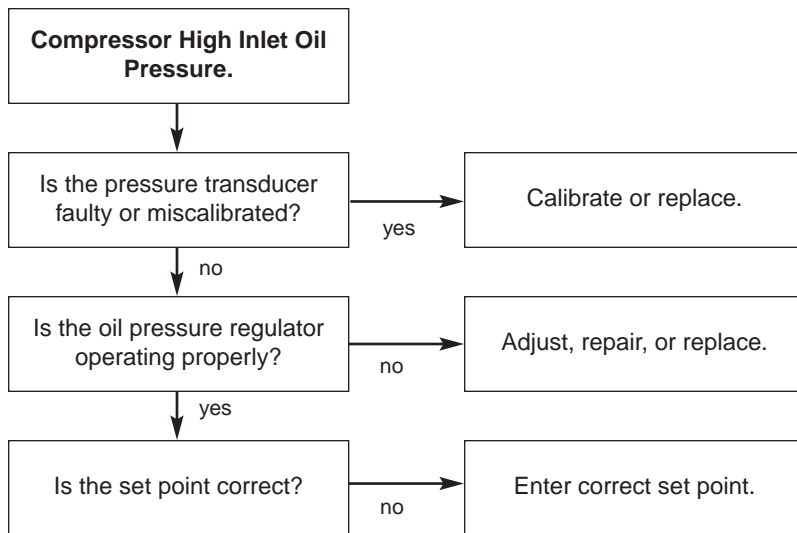 Compressor High Inlet Oil
Pressure.
Is the pressure transducer
faulty or miscalibrated?
yes
Calibrate or replace.
no
Is the oil pressure regulator
operating properly?
no
Adjust, repair, or replace.
yes
Is the set point correct?
no
Enter correct set point.